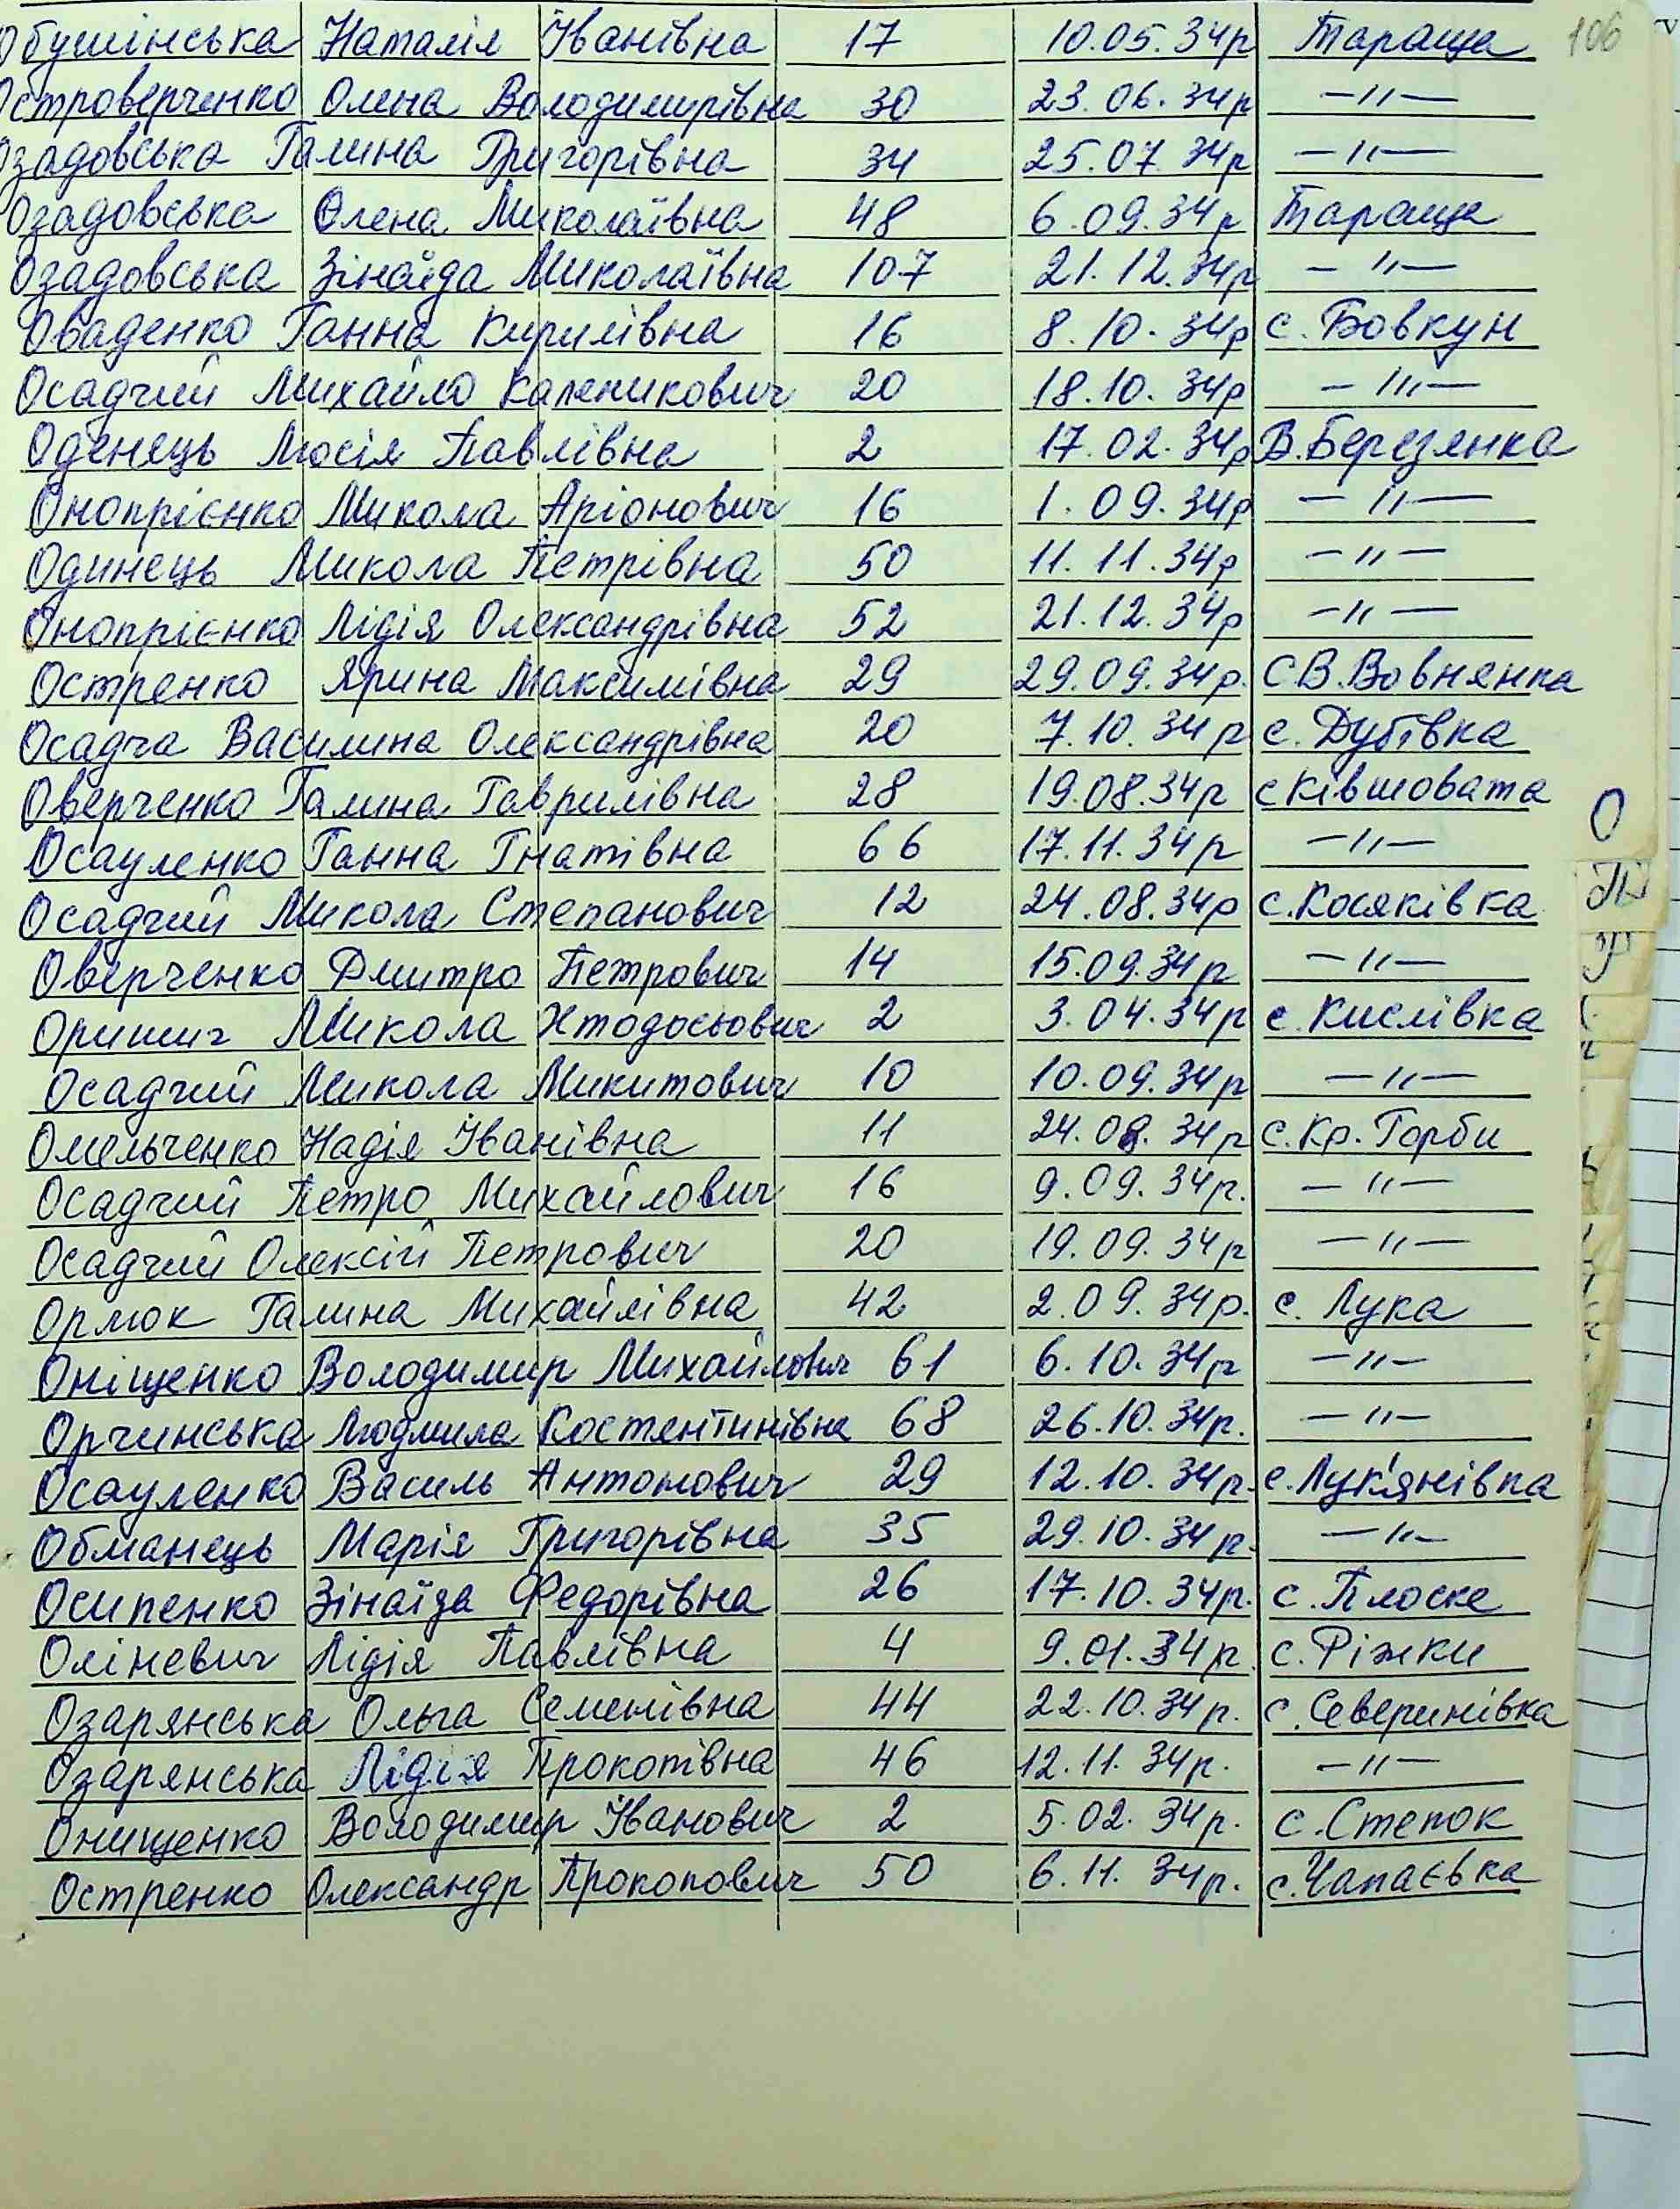 106
Обушінська Наталія Іванівна 17 10.05.34р Тараща
Островерченко Олена Володимирівна 30 23.06.34р —〃—
Озадовська Галина Григорівна 34 25.07.34р —〃—
Озадовська Олена Миколаївна 48 6.09.34р Тараща
Озадовська Зінаїда Миколаївна 107 21.12.34р —〃—
Оваденко Ганна Кирилівна 16 8.10.34р с. Бовкун
Осадчий Михайло Каленикович 20 18.10.34р —〃—
Оденець Люсія Павлівна 2 17.02.34р В.Березянка
Онопрієнко Микола Аріонович 16 1.09.34р —〃—
Одинець Микола Петрівна 50 11.11.34р —〃—
Онопрієнко Лідія Олександрівна 52 21.12.34р —〃—
Остренко Ярина Максимівна 29 29.09.34р. С В.Вовнянка
Осадча Василина Олександрівна 20 7.10.34р с. Дубівка
Оверченко Галина Гаврилівна 28 19.08.34р с Ківшовата
О
Осауленко Ганна Гнатівна 66 17.11.34р —〃—
Осадчий Микола Степанович 12 24.08.34р с.Косяківка
П
Оверченко Дмитро Петрович 14 15.09.34р —〃—
Р
Оришич Микола Хтодосьович 2 3.04.34р с. Кислівка
Осадчий Микола Микитович 10 10.09.34р —〃—
Омельченко Надія Іванівна 11 24.08.34р с. Кр. Горби
Осадчий Петро Михайлович 16 9.09.34р. —〃—
Осадчий Олексій Петрович 20 19.09.34р —〃—
Орлюк Галина Михайлівна 42 2.09.34р. с. Лука
Оніщенко Володимир Михайлович 61 6.10.34р —〃—
Орчинська Людмила Костянтинівна 68 26.10.34р. —〃—
Осауленко Василь Антонович 29 12.10.34р. с.Лук'янівка
Обманець Марія Григорівна 35 29.10.34р. —〃—
Осипенко Зінаїда Федорівна 26 17.10.34р. с. Плоске
Оліневич Лідія Павлівна 4 9.01.34р. с. Ріжки
Озарянська Ольга Семенівна 44 22.10.34р. с. Северинівка
Озарянська Лідія Прокопівна 46 12.11.34р. —〃—
Онищенко Володимир Іванович 2 5.02.34р. с.Степок
Остренко Олександр Прокопович 50 6.11.34р. с.Чапаєвка